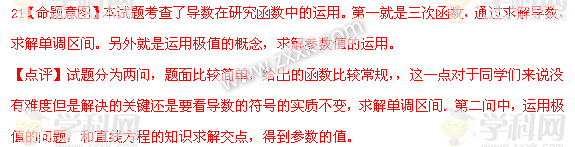 21【命题意图】本试题考查了导数在研究函数中的运用。第一就是三次函数，通过求解导数，
求解单调区间。另外就是运用极值的概念，求解参数值的运用。
【点评】试题分为两问，题面比较简单，给出的函数比较常规，，这一点对于同学们来说没
有难度但是解决的关键还是要看导数的符号的实质不变，求解单调区间。第二问中，运用极
值的问题，和直线方程的知识求解交点，得到参数的值。